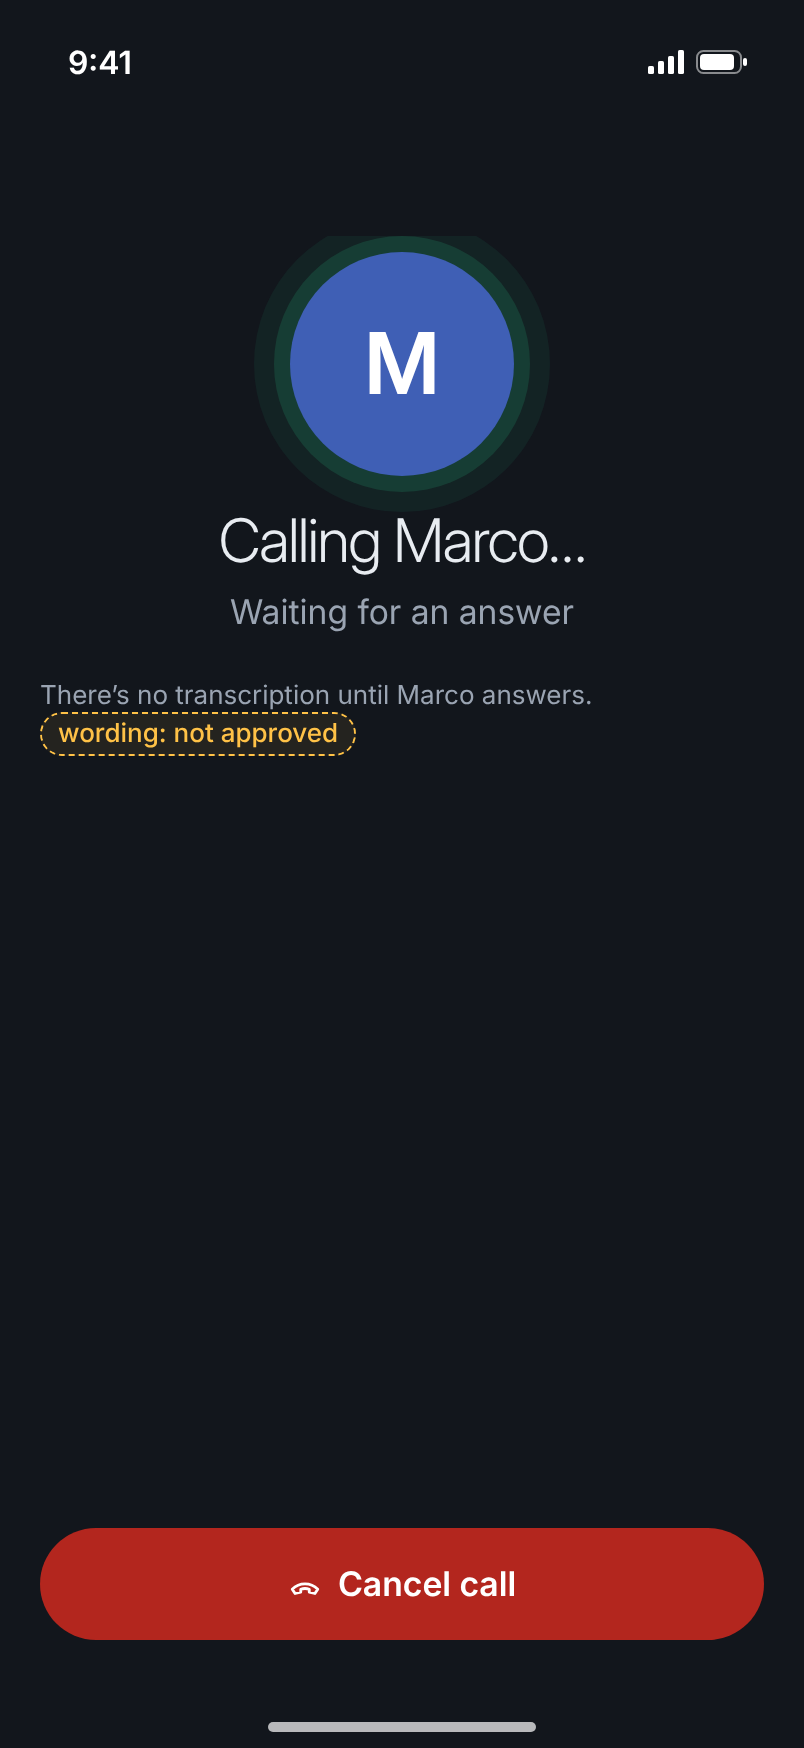 9:41
M
Calling Marco...
Waiting for an answer
There’s no transcription until Marco answers.
wording: not approved
Cancel call